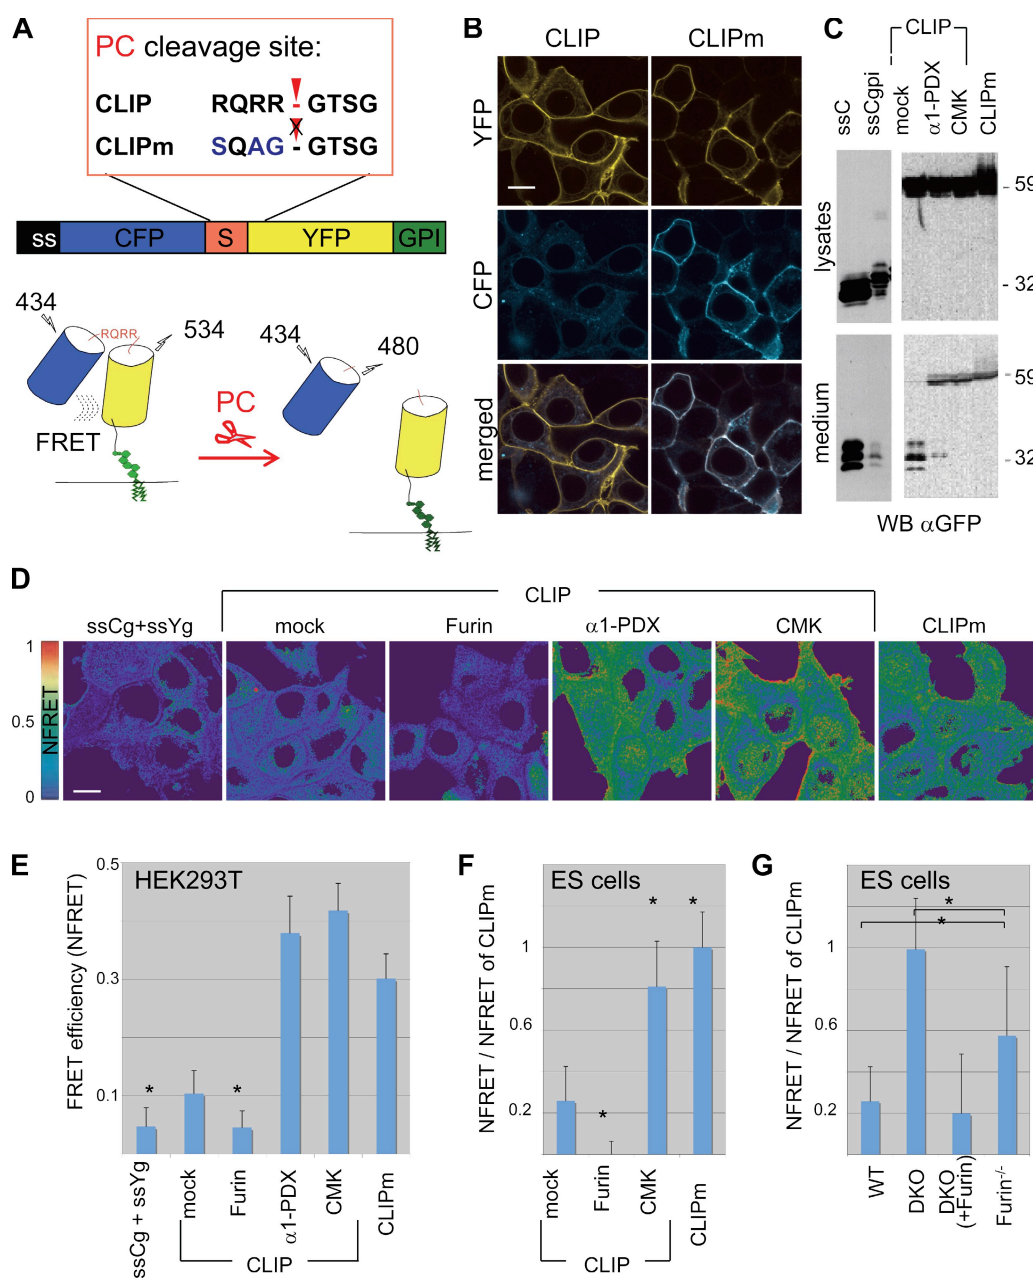 A
PC cleavage site:
CLIP RQRR - GTSG
CLIPm SQAG - GTSG
ss CFP S YFP GPI
434
RQRR
534
FRET
PC
434
480
B
CLIP CLIPm
YFP
CFP
merged
C
CLIP
ssC
ssCgpi
mock
α1-PDX
CMK
CLIPm
lysates
- 59
- 32
medium
- 59
- 32
WB αGFP
D
CLIP
ssCg+ssYg mock Furin α1-PDX CMK CLIPm
1
0.5
0
NFRET
E
HEK293T
FRET efficiency (NFRET)
0.5
0.3
0.1
* *
ssCg + ssYg
mock
Furin
α1-PDX
CMK
CLIPm
CLIP
F
ES cells
NFRET / NFRET of CLIPm
1
0.6
0.2
* * *
mock
Furin
CMK
CLIPm
CLIP
G
ES cells
NFRET / NFRET of CLIPm
1
0.6
0.2
*
*
WT
DKO
DKO
(+Furin)
Furin-/-